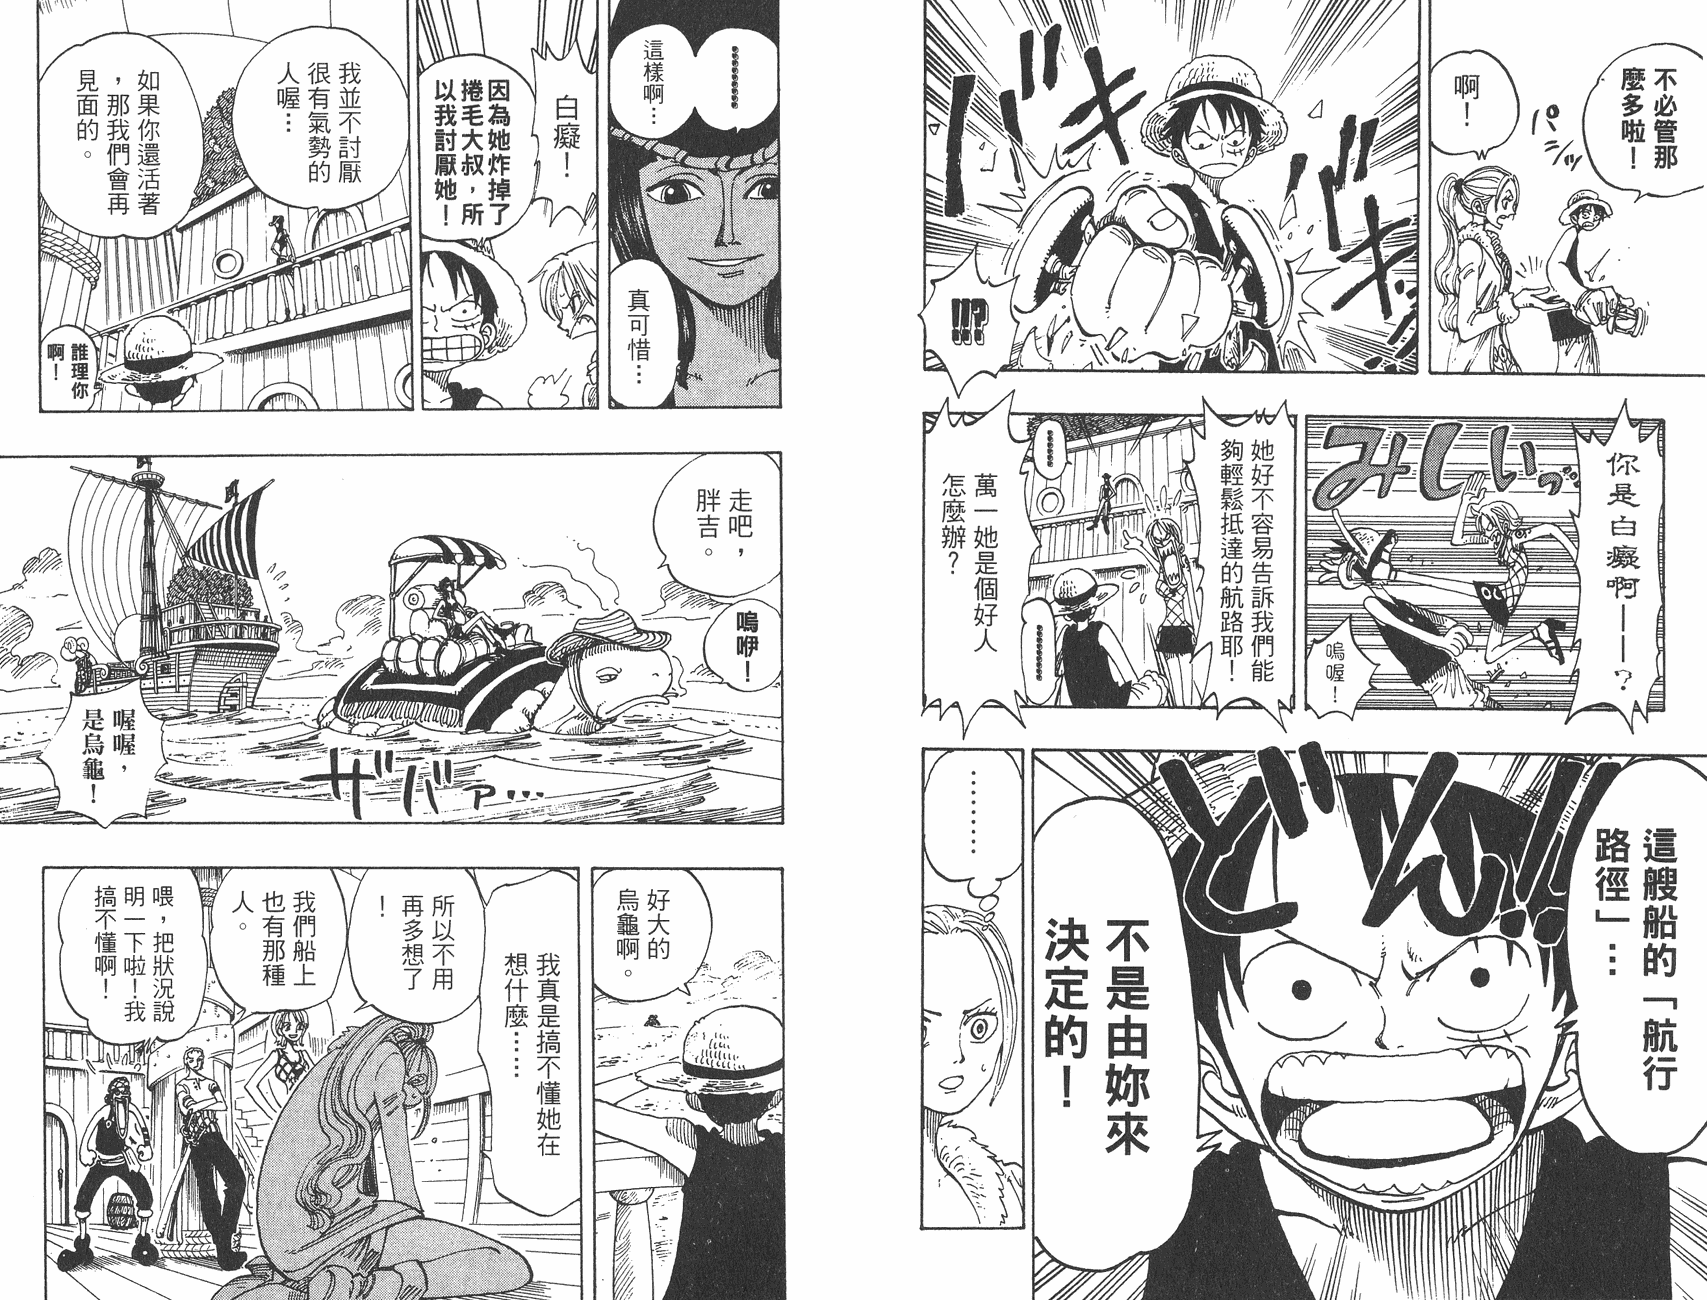 不必管那
麼多啦！
パシ
啊！
バキバキ
!!?
你是白癡啊——？
みしいっ
嗚喔！
她好不容易告訴我們能
夠輕鬆抵達的航路耶！
萬一她是個好人
怎麼辦？
這艘船的「航行
路徑」…
どん!!
不是由妳來
決定的！
………
這樣啊…
真可惜…
白癡！
因為她炸掉了
捲毛大叔，所
以我討厭她！
我並不討厭
很有氣勢的
人喔…
如果你還活著
，那我們會再
見面的。
誰理你
啊！
走吧，
胖吉。
嗚咿！
喔喔，
是烏龜！
ザバァ…
好大的
烏龜啊。
我真是搞不懂她在
想什麼……
所以不用
再多想了
！
我們船上
也有那種
人。
喂，把狀況說
明一下啦！我
搞不懂啊！